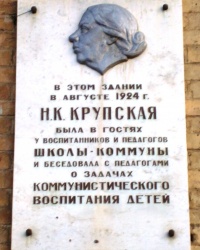 В ЭТОМ ЗДАНИИ
В АВГУСТЕ 1924 Г.
Н.К. КРУПСКАЯ
БЫЛА В ГОСТЯХ
У ВОСПИТАННИКОВ И ПЕДАГОГОВ
ШКОЛЫ-КОММУНЫ
И БЕСЕДОВАЛА С ПЕДАГОГАМИ
О ЗАДАЧАХ
КОММУНИСТИЧЕСКОГО
ВОСПИТАНИЯ ДЕТЕЙ